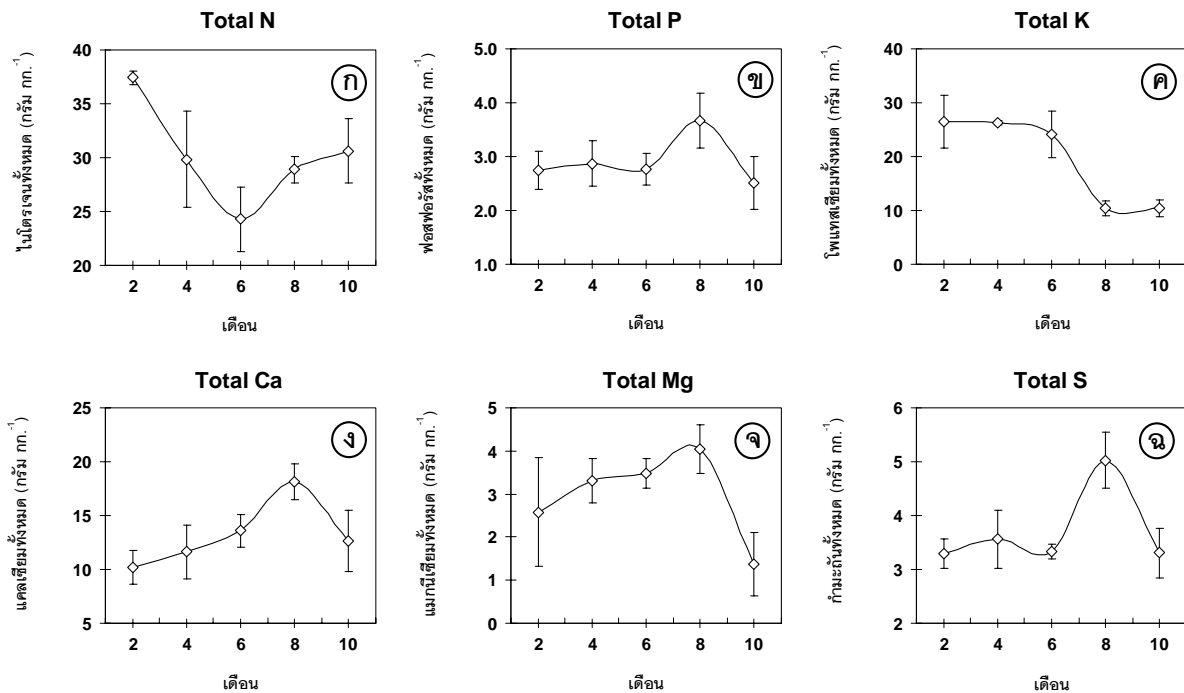 Total N
ไนโตรเจนทั้งหมด (กรัม กก.-1)
40
35
30
25
20
ก
2 4 6 8 10
เดือน
Total P
ฟอสฟอรัสทั้งหมด (กรัม กก.-1)
5.0
4.0
3.0
2.0
1.0
ข
2 4 6 8 10
เดือน
Total K
โพแทสเซียมทั้งหมด (กรัม กก.-1)
40
30
20
10
0
ค
2 4 6 8 10
เดือน
Total Ca
แคลเซียมทั้งหมด (กรัม กก.-1)
25
20
15
10
5
ง
2 4 6 8 10
เดือน
Total Mg
แมกนีเซียมทั้งหมด (กรัม กก.-1)
5
4
3
2
1
0
จ
2 4 6 8 10
เดือน
Total S
กำมะถันทั้งหมด (กรัม กก.-1)
6
5
4
3
2
ฉ
2 4 6 8 10
เดือน